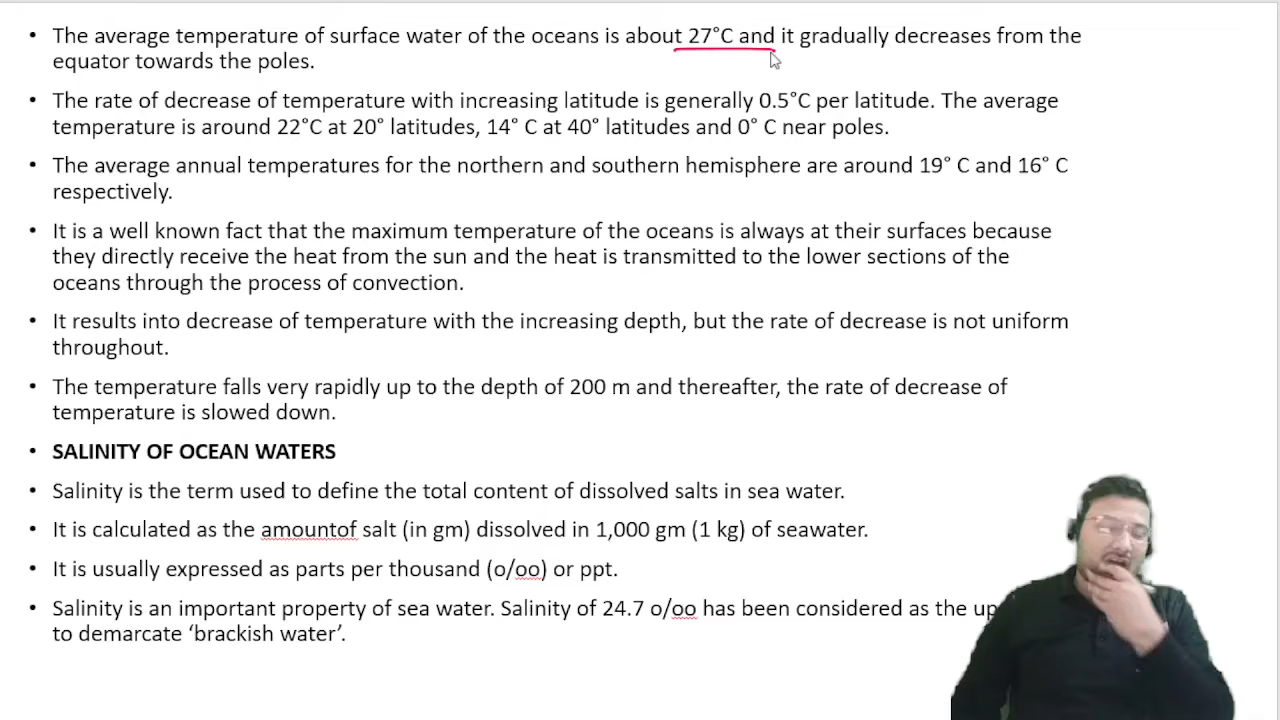 • The average temperature of surface water of the oceans is about 27°C and it gradually decreases from the
equator towards the poles.
• The rate of decrease of temperature with increasing latitude is generally 0.5°C per latitude. The average
temperature is around 22°C at 20° latitudes, 14° C at 40° latitudes and 0° C near poles.
• The average annual temperatures for the northern and southern hemisphere are around 19° C and 16° C
respectively.
• It is a well known fact that the maximum temperature of the oceans is always at their surfaces because
they directly receive the heat from the sun and the heat is transmitted to the lower sections of the
oceans through the process of convection.
• It results into decrease of temperature with the increasing depth, but the rate of decrease is not uniform
throughout.
• The temperature falls very rapidly up to the depth of 200 m and thereafter, the rate of decrease of
temperature is slowed down.
• SALINITY OF OCEAN WATERS
• Salinity is the term used to define the total content of dissolved salts in sea water.
• It is calculated as the amountof salt (in gm) dissolved in 1,000 gm (1 kg) of seawater.
• It is usually expressed as parts per thousand (o/oo) or ppt.
• Salinity is an important property of sea water. Salinity of 24.7 o/oo has been considered as the
to demarcate ‘brackish water’.